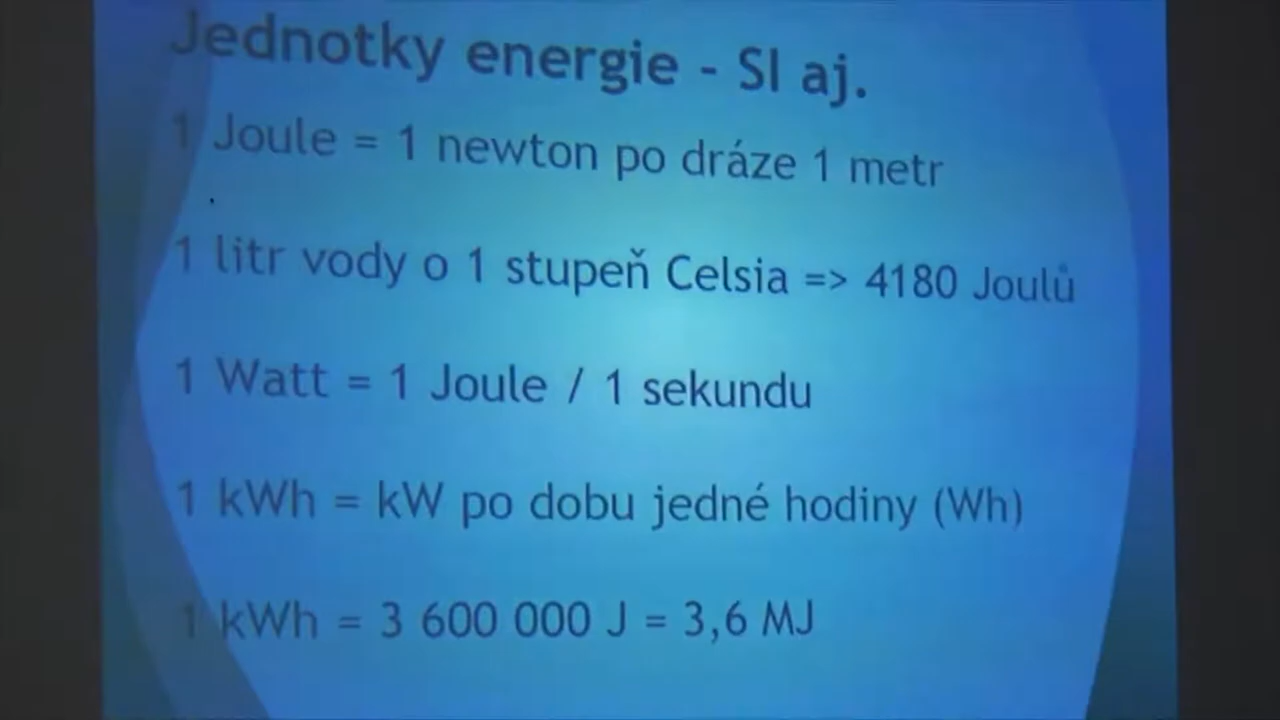 Jednotky energie - SI aj.
1 Joule = 1 newton po dráze 1 metr
1 litr vody o 1 stupeň Celsia => 4180 Joulů
1 Watt = 1 Joule / 1 sekundu
1 kWh = kW po dobu jedné hodiny (Wh)
1 kWh = 3 600 000 J = 3,6 MJ